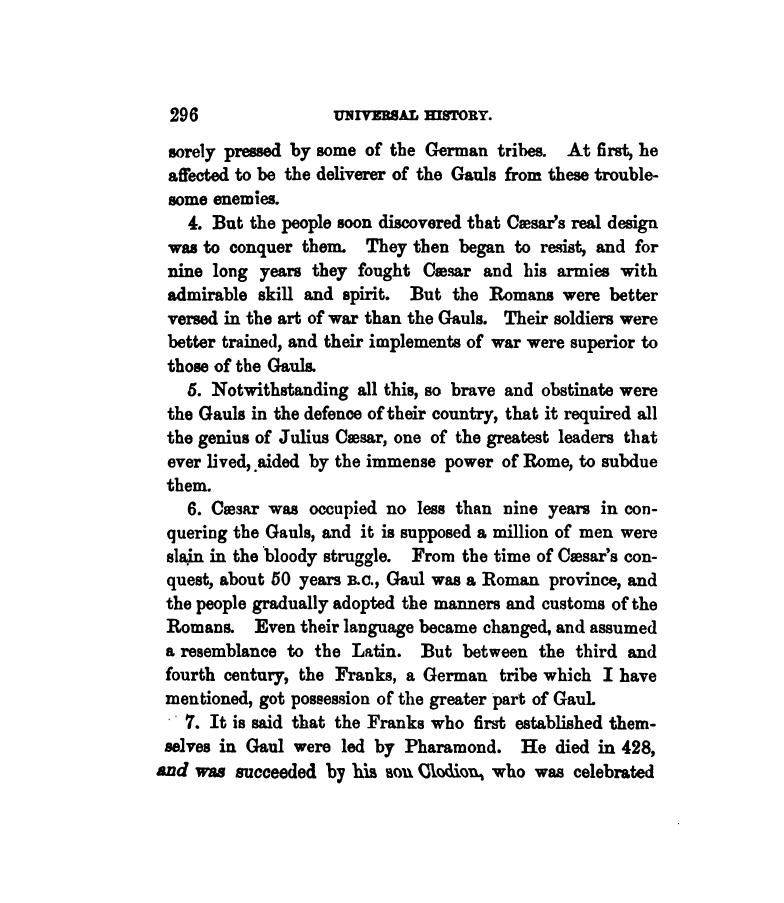 296 UNIVERSAL HISTORY.
sorely pressed by some of the German tribes. At first, he
affected to be the deliverer of the Gauls from these trouble-
some enemies.
4. But the people soon discovered that Cæsar's real design
was to conquer them. They then began to resist, and for
nine long years they fought Cæsar and his armies with
admirable skill and spirit. But the Romans were better
versed in the art of war than the Gauls. Their soldiers were
better trained, and their implements of war were superior to
those of the Gauls.
5. Notwithstanding all this, so brave and obstinate were
the Gauls in the defence of their country, that it required all
the genius of Julius Cæsar, one of the greatest leaders that
ever lived, aided by the immense power of Rome, to subdue
them.
6. Cæsar was occupied no less than nine years in con-
quering the Gauls, and it is supposed a million of men were
slain in the bloody struggle. From the time of Cæsar's con-
quest, about 50 years B.C., Gaul was a Roman province, and
the people gradually adopted the manners and customs of the
Romans. Even their language became changed, and assumed
a resemblance to the Latin. But between the third and
fourth century, the Franks, a German tribe which I have
mentioned, got possession of the greater part of Gaul.
7. It is said that the Franks who first established them-
selves in Gaul were led by Pharamond. He died in 428,
and was succeeded by his son Clodion, who was celebrated